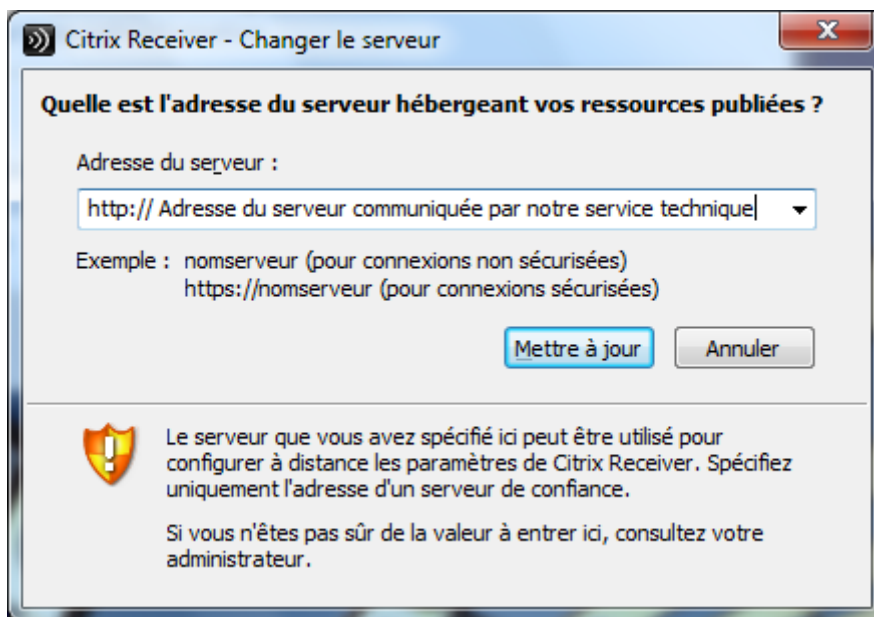 Citrix Receiver - Changer le serveur
Quelle est l'adresse du serveur hébergeant vos ressources publiées ?
Adresse du serveur :
http:// Adresse du serveur communiquée par notre service technique
Exemple : nomserveur (pour connexions non sécurisées)
https://nomserveur (pour connexions sécurisées)
Mettre à jour Annuler
Le serveur que vous avez spécifié ici peut être utilisé pour
configurer à distance les paramètres de Citrix Receiver. Spécifiez
uniquement l'adresse d'un serveur de confiance.
Si vous n'êtes pas sûr de la valeur à entrer ici, consultez votre
administrateur.